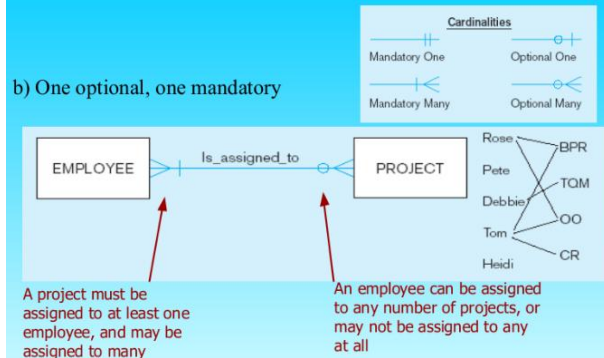 Cardinalities
Mandatory One
Optional One
Mandatory Many
Optional Many
b) One optional, one mandatory
EMPLOYEE
Is_assigned_to
PROJECT
Rose
Pete
Debbie
Tom
Heidi
BPR
TQM
OO
CR
A project must be
assigned to at least one
employee, and may be
assigned to many
An employee can be assigned
to any number of projects, or
may not be assigned to any
at all